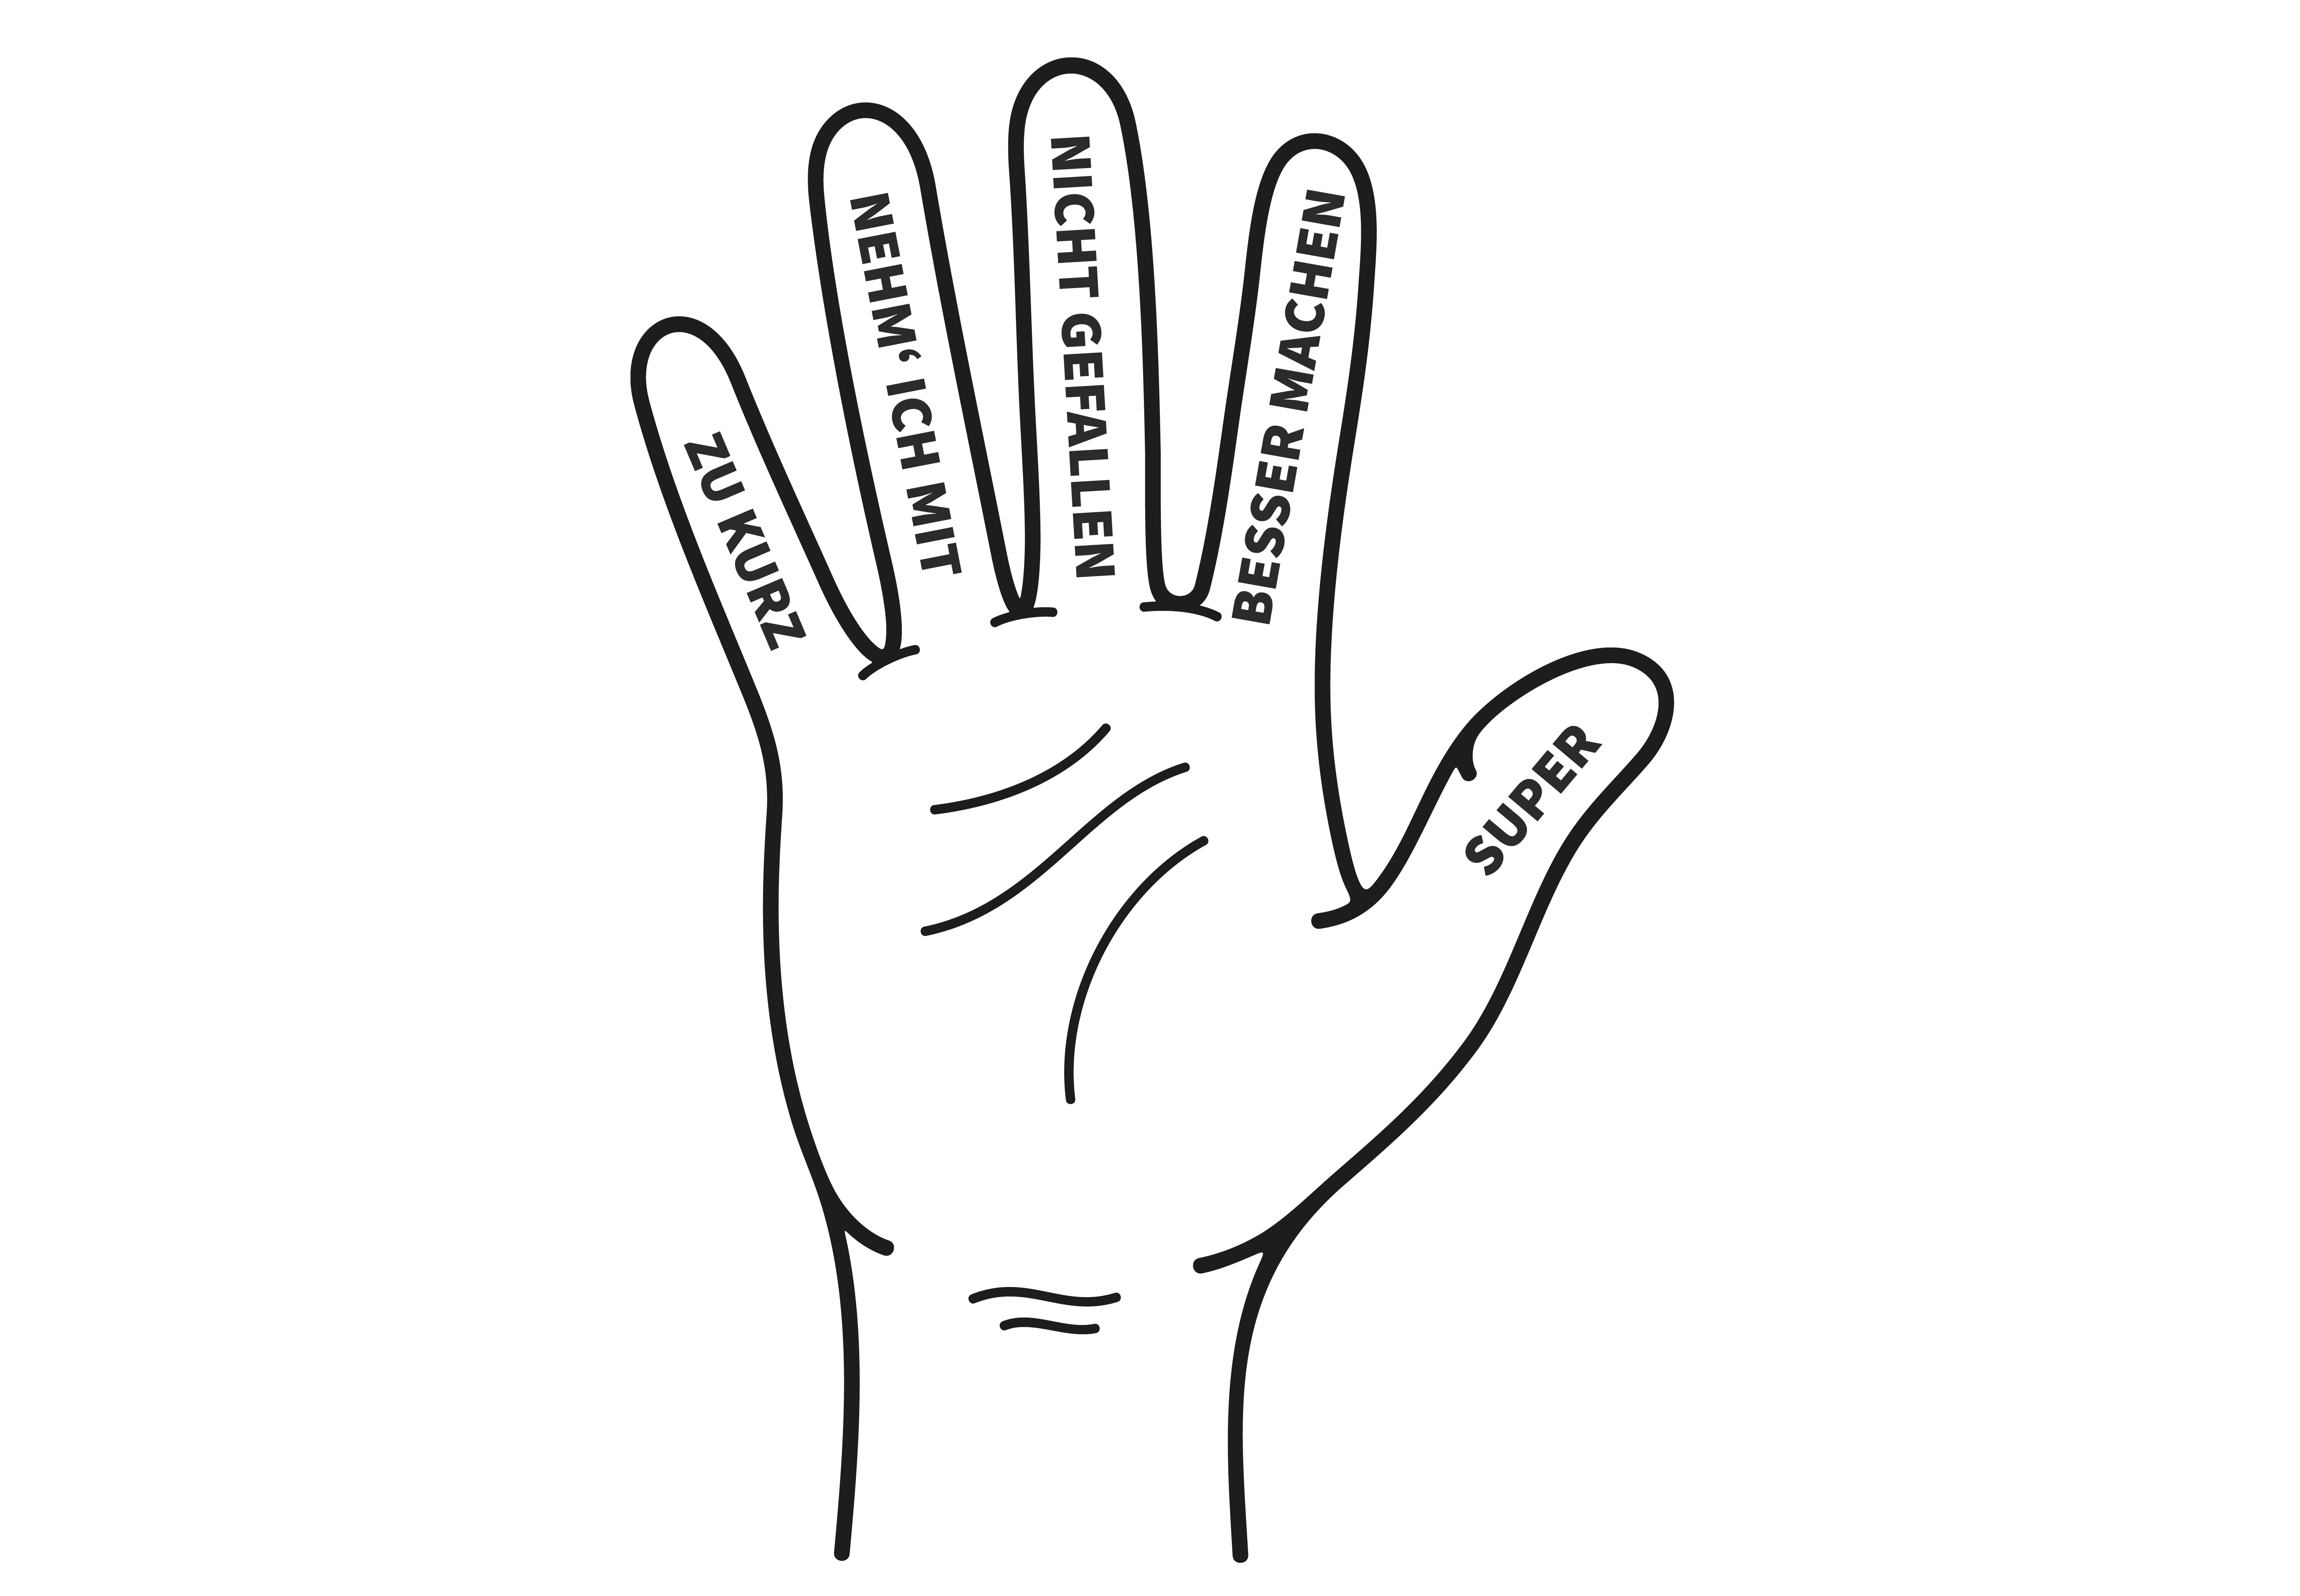 ZU KURZ
NEHM‘ ICH MIT
NICHT GEFALLEN
BESSER MACHEN
SUPER